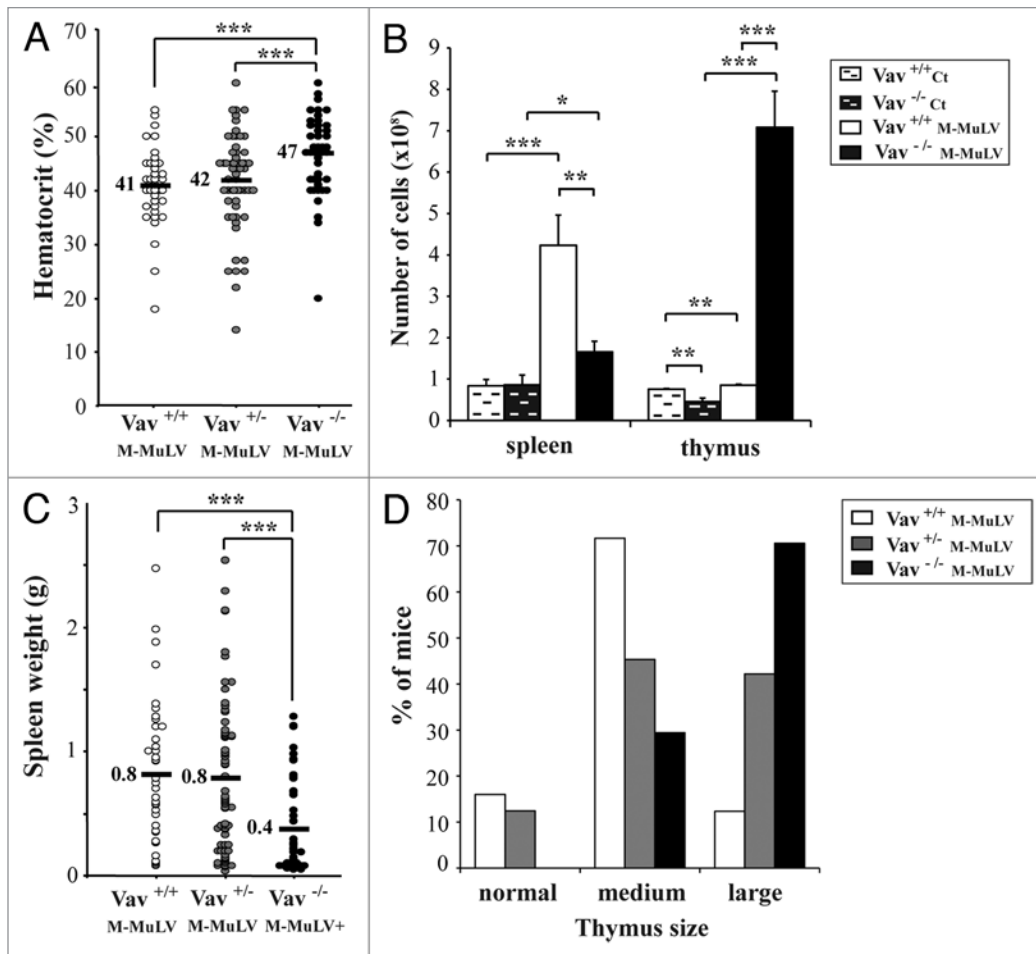 A
Hematocrit (%)
70
60
50
40
30
20
10
0
***
***
41
42
47
Vav +/+ Vav +/- Vav -/-
M-MuLV M-MuLV M-MuLV
B
Number of cells (x10⁸)
9
8
7
6
5
4
3
2
1
0
***
***
*
***
**
**
**
spleen thymus
Vav +/+ Ct
Vav -/- Ct
Vav +/+ M-MuLV
Vav -/- M-MuLV
C
Spleen weight (g)
3
2
1
0
***
***
0.8
0.8
0.4
Vav +/+ Vav +/- Vav -/-
M-MuLV M-MuLV M-MuLV+
D
% of mice
80
70
60
50
40
30
20
10
0
normal medium large
Thymus size
Vav +/+ M-MuLV
Vav +/- M-MuLV
Vav -/- M-MuLV